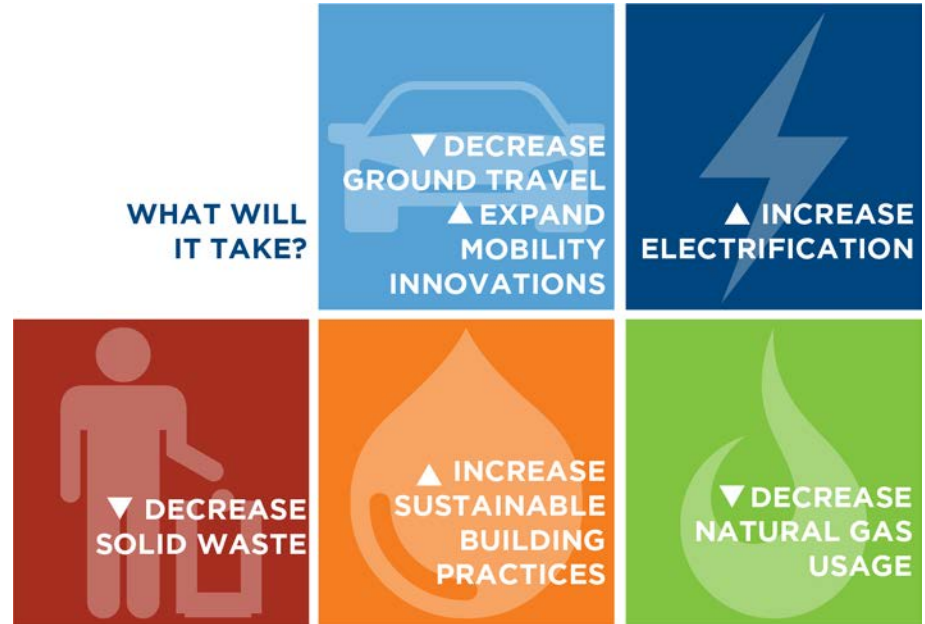 WHAT WILL
IT TAKE?
▼ DECREASE
GROUND TRAVEL
▲ EXPAND
MOBILITY
INNOVATIONS
▲ INCREASE
ELECTRIFICATION
▼ DECREASE
SOLID WASTE
▲ INCREASE
SUSTAINABLE
BUILDING
PRACTICES
▼ DECREASE
NATURAL GAS
USAGE